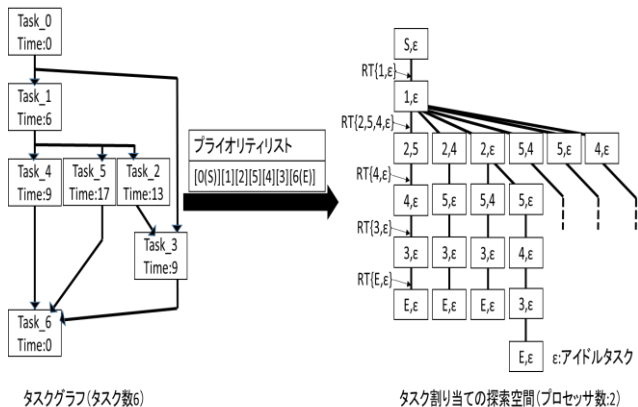 Task_0
Time:0
Task_1
Time:6
Task_4
Time:9
Task_5
Time:17
Task_2
Time:13
Task_3
Time:9
Task_6
Time:0
タスクグラフ(タスク数6)
プライオリティリスト
[0(S)][1][2][5][4][3][6(E)]
S,ε
RT{1,ε}
1,ε
RT{2,5,4,ε}
2,5
2,4
2,ε
5,4
5,ε
4,ε
RT{4,ε}
4,ε
5,ε
5,4
5,ε
RT{3,ε}
3,ε
3,ε
3,ε
4,ε
RT{E,ε}
E,ε
E,ε
E,ε
3,ε
E,ε
ε:アイドルタスク
タスク割り当ての探索空間(プロセッサ数:2)